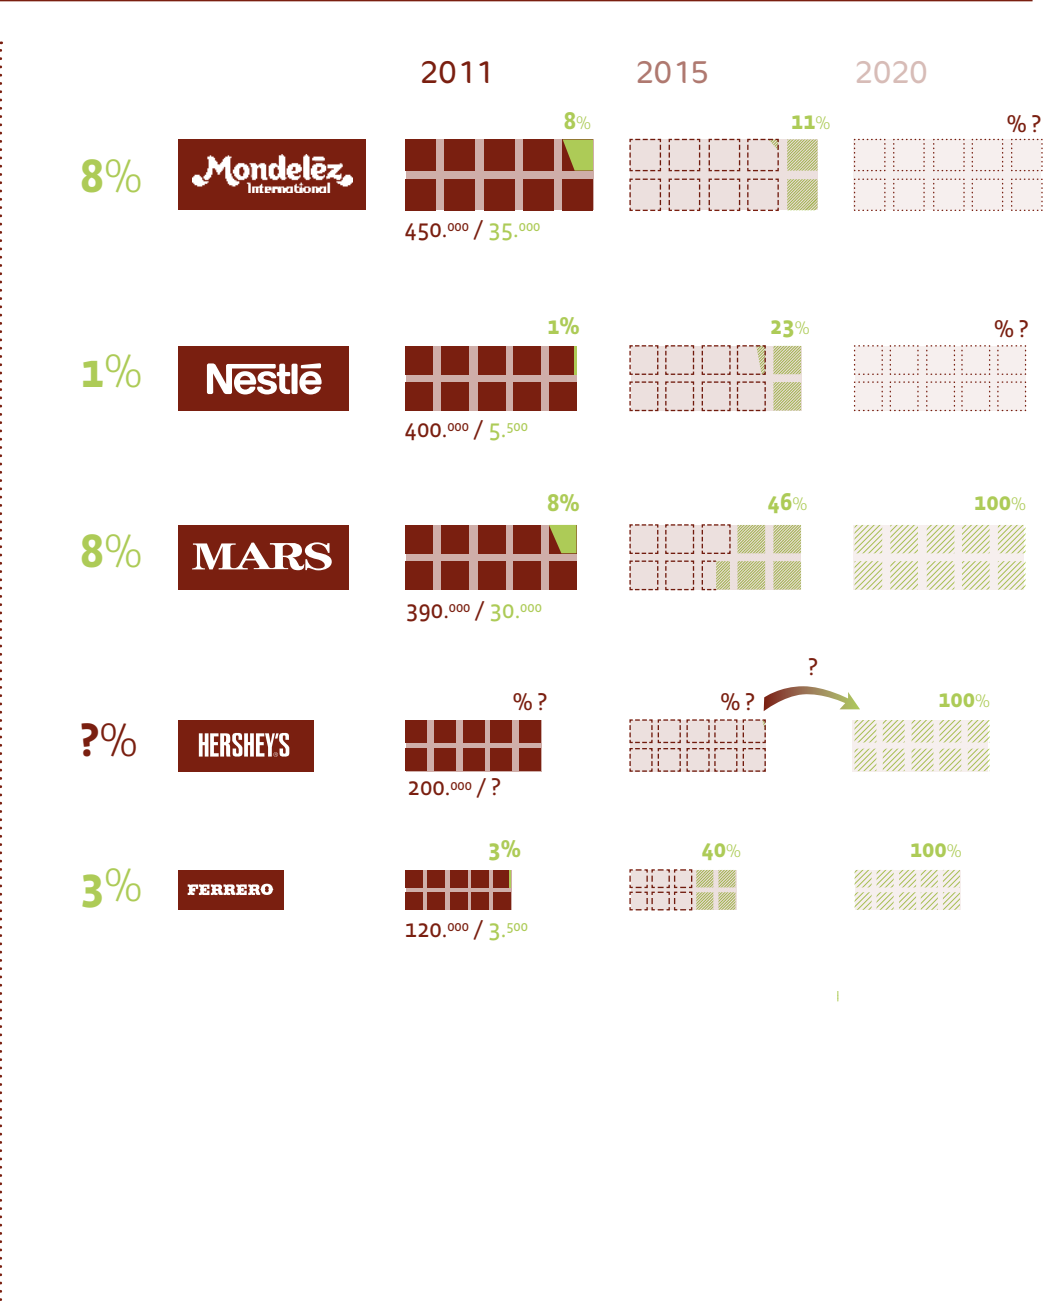 2011 2015 2020
8% 11% % ?
8% Mondelēz International
450.000 / 35.000
1% 23% % ?
1% Nestlé
400.000 / 5.500
8% 46% 100%
8% MARS
390.000 / 30.000
?
% ? % ? 100%
?% HERSHEY'S
200.000 / ?
3% 40% 100%
3% FERRERO
120.000 / 3.500